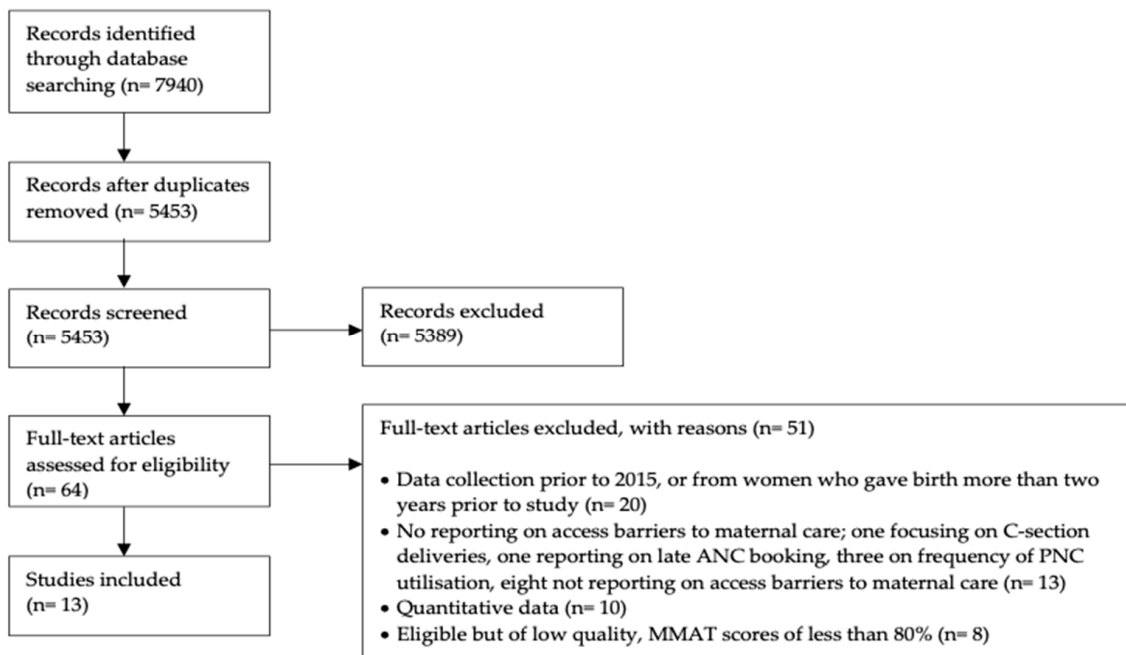 Records identified
through database
searching (n= 7940)
Records after duplicates
removed (n= 5453)
Records screened
(n= 5453)
Records excluded
(n= 5389)
Full-text articles
assessed for eligibility
(n= 64)
Full-text articles excluded, with reasons (n= 51)
• Data collection prior to 2015, or from women who gave birth more than two
years prior to study (n= 20)
• No reporting on access barriers to maternal care; one focusing on C-section
deliveries, one reporting on late ANC booking, three on frequency of PNC
utilisation, eight not reporting on access barriers to maternal care (n= 13)
• Quantitative data (n= 10)
• Eligible but of low quality, MMAT scores of less than 80% (n= 8)
Studies included
(n= 13)